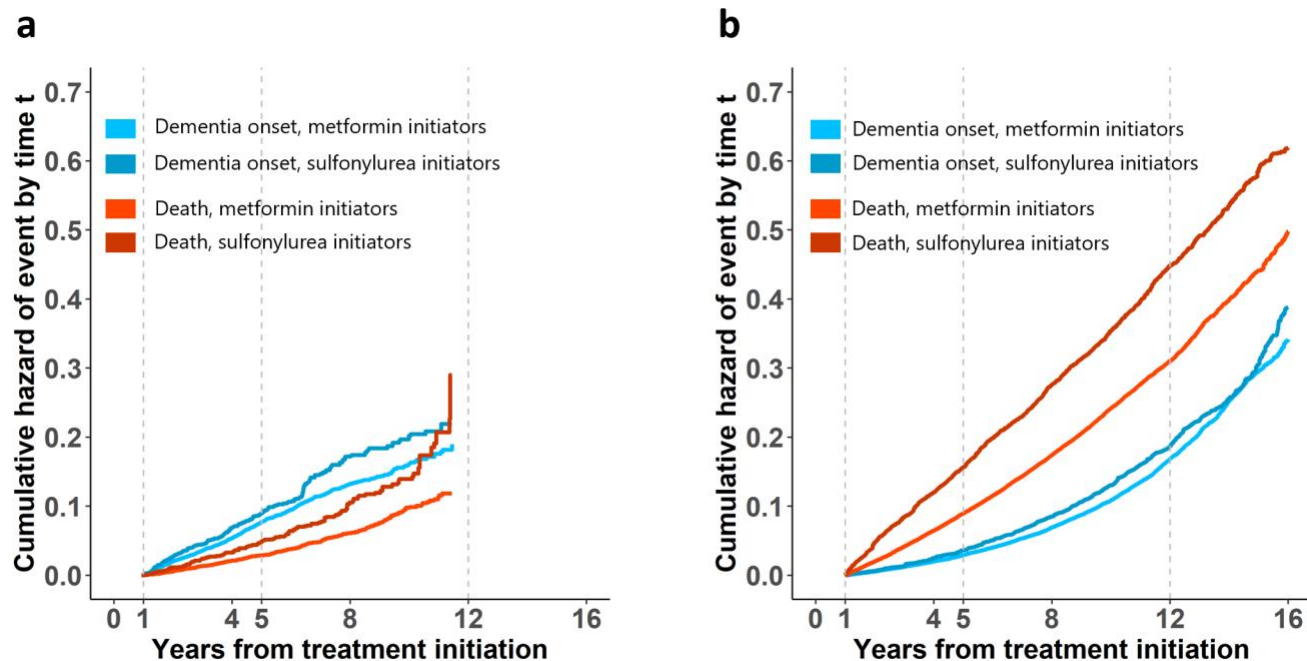 a
Cumulative hazard of event by time t
0.7
0.6
0.5
0.4
0.3
0.2
0.1
0.0
Dementia onset, metformin initiators
Dementia onset, sulfonylurea initiators
Death, metformin initiators
Death, sulfonylurea initiators
0 1 4 5 8 12 16
Years from treatment initiation
b
Cumulative hazard of event by time t
0.7
0.6
0.5
0.4
0.3
0.2
0.1
0.0
Dementia onset, metformin initiators
Dementia onset, sulfonylurea initiators
Death, metformin initiators
Death, sulfonylurea initiators
0 1 4 5 8 12 16
Years from treatment initiation